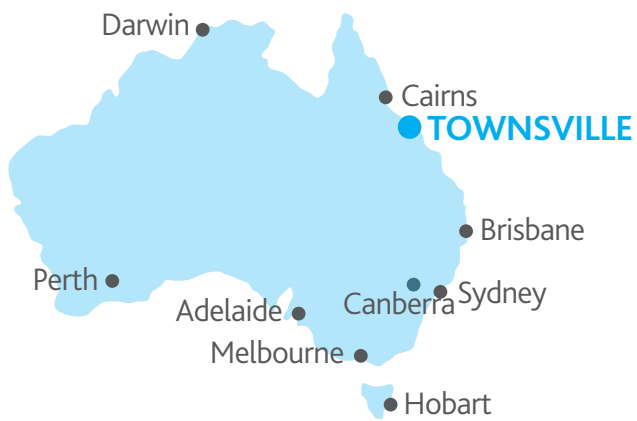 Darwin
Cairns
TOWNSVILLE
Brisbane
Perth
Sydney
Canberra
Adelaide
Melbourne
Hobart